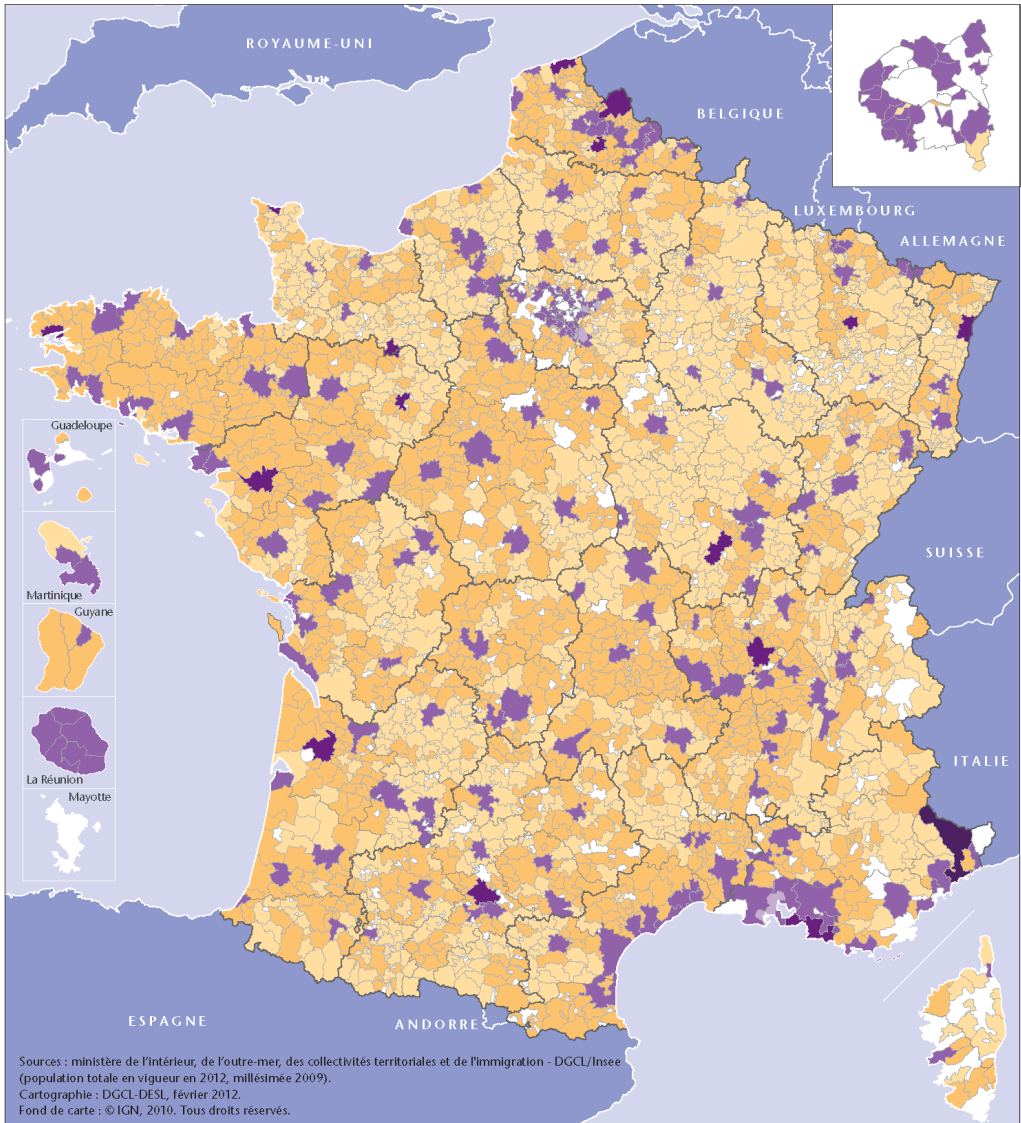 ROYAUME-UNI
BELGIQUE
LUXEMBOURG
ALLEMAGNE
Guadeloupe
Martinique
Guyane
La Réunion
Mayotte
SUISSE
ITALIE
ESPAGNE
ANDORRE
Sources : ministère de l'intérieur, de l'outre-mer, des collectivités territoriales et de l'immigration - DGCL/Insee
(population totale en vigueur en 2012, millésimée 2009).
Cartographie : DGCL-DESL, février 2012.
Fond de carte : © IGN, 2010. Tous droits réservés.